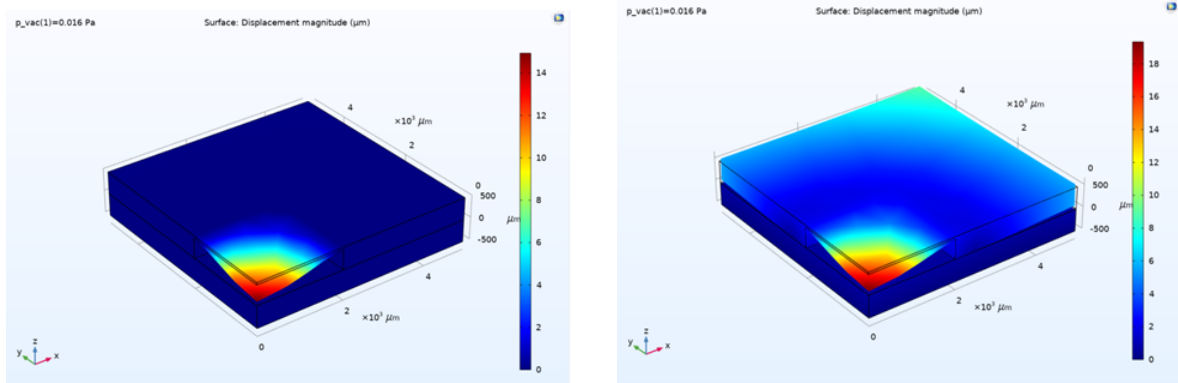 p_vac(1)=0.016 Pa Surface: Displacement magnitude (µm)
14
12
10
8
6
4
2
0
4
×10³ µm
2
0
500
0
µm
-500
4
2
×10³ µm
0
z
y
x
p_vac(1)=0.016 Pa Surface: Displacement magnitude (µm)
18
16
14
12
10
8
6
4
2
0
4
×10³ µm
2
0
500
0
µm
-500
4
2
×10³ µm
0
z
y
x